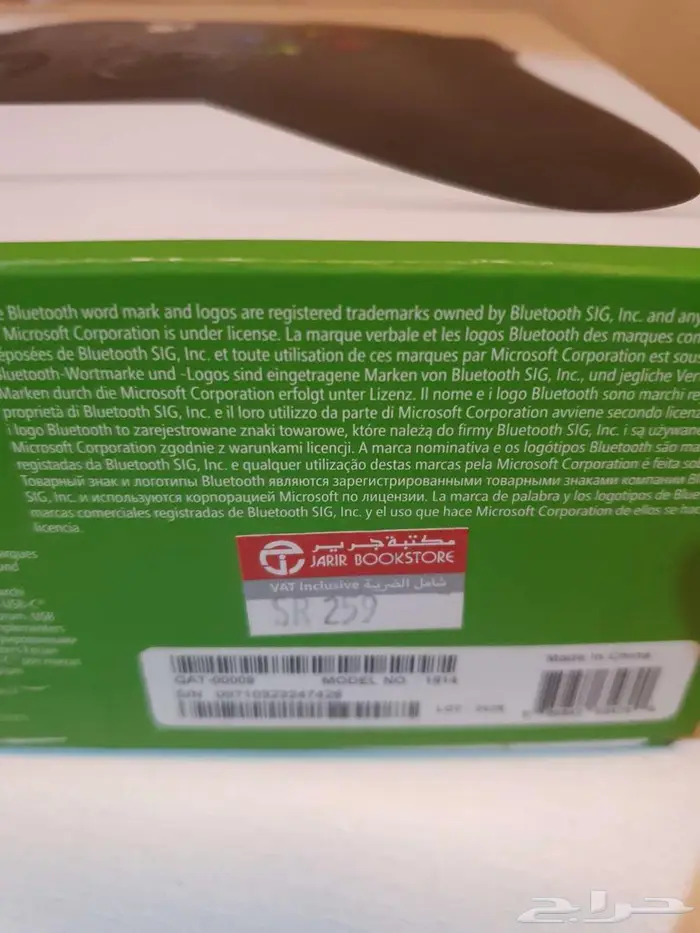 e Bluetooth word mark and logos are registered trademarks owned by Bluetooth SIG, Inc. and any
Microsoft Corporation is under license. La marque verbale et les logos Bluetooth des marques com
éposées de Bluetooth SIG, Inc. et toute utilisation de ces marques par Microsoft Corporation est sou
luetooth-Wortmarke und -Logos sind eingetragene Marken von Bluetooth SIG, Inc., und jegliche Ver
Marken durch die Microsoft Corporation erfolgt unter Lizenz. Il nome e i logo Bluetooth sono marchi re
proprietà di Bluetooth SIG, Inc. e il loro utilizzo da parte di Microsoft Corporation avviene secondo licen
i logo Bluetooth to zarejestrowane znaki towarowe, które należą do firmy Bluetooth SIG, Inc. i są używane
Microsoft Corporation zgodnie z warunkami licencji. A marca nominativa e os logótipos Bluetooth são ma
registadas da Bluetooth SIG, Inc. e qualquer utilização destas marcas pela Microsoft Corporation é feita so
Товарный знак и логотипы Bluetooth являются зарегистрированными товарными знаками компании Bl
SIG, Inc. и используются корпорацией Microsoft по лицензии. La marca de palabra y los logotipos de Blu
marcas comerciales registradas de Bluetooth SIG, Inc. y el uso que hace Microsoft Corporation de ellos se ha
licencia.
مكتبة جرير
JARIR BOOKSTORE
VAT Inclusive شامل الضريبة
SR 259
Made in China
QAT-00009 MODEL NO. 1914
S/N
حراج